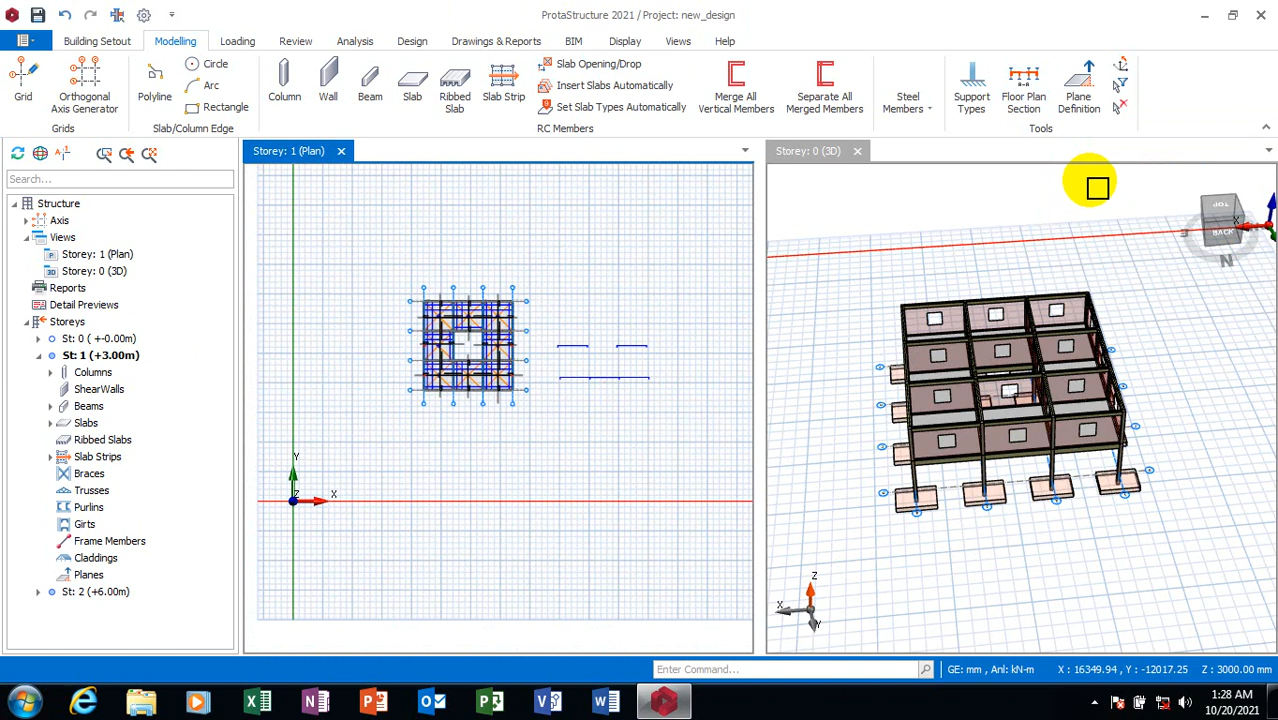 ProtaStructure 2021 / Project: new_design
Building Setout
Modelling
Loading
Review
Analysis
Design
Drawings & Reports
BIM
Display
Views
Help
Gridge
Orthogonal
Axis Generator
Grids
Polyline
Circle
Arc
Rectangle
Slab/Column Edge
Column
Wall
Beam
Slab
Ribbed
Slab
Slab Strip
Slab Opening/Drop
Insert Slabs Automatically
Set Slab Types Automatically
RC Members
Merge All
Vertical Members
Separate All
Merged Members
Steel
Members
Support
Types
Floor Plan
Section
Plane
Definition
Tools
Search...
Structure
Axis
Views
Storey: 1 (Plan)
Storey: 0 (3D)
Reports
Detail Previews
Storeys
St: 0 ( +-0.00m)
St: 1 (+3.00m)
Columns
ShearWalls
Beams
Slabs
Ribbed Slabs
Slab Strips
Braces
Trusses
Purlins
Girts
Frame Members
Claddings
Planes
St: 2 (+6.00m)
Storey: 1 (Plan)
Y
Z
X
Storey: 0 (3D)
TOP
BACK
X
N
Z
X
Y
Enter Command...
GE: mm , Anl: kN-m
X : 16349.94 , Y : -12017.25
Z : 3000.00 mm
1:28 AM
10/20/2021